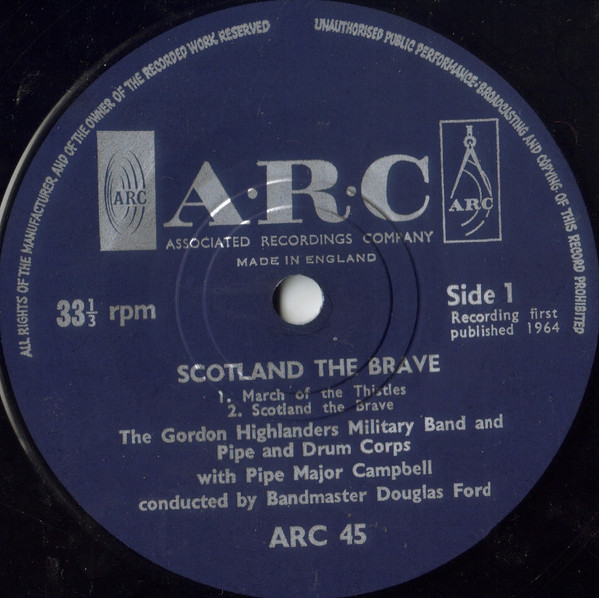 ALL RIGHTS OF THE MANUFACTURER AND OF THE OWNER OF THE RECORDED WORK RESERVED
UNAUTHORISED PUBLIC PERFORMANCE·BROADCASTING AND COPYING OF THIS RECORD PROHIBITED
ARC
A·R·C
ARC
ASSOCIATED RECORDINGS COMPANY
MADE IN ENGLAND
33⅓ rpm
Side 1
Recording first
published 1964
SCOTLAND THE BRAVE
1. March of the Thistles
2. Scotland the Brave
The Gordon Highlanders Military Band and
Pipe and Drum Corps
with Pipe Major Campbell
conducted by Bandmaster Douglas Ford
ARC 45